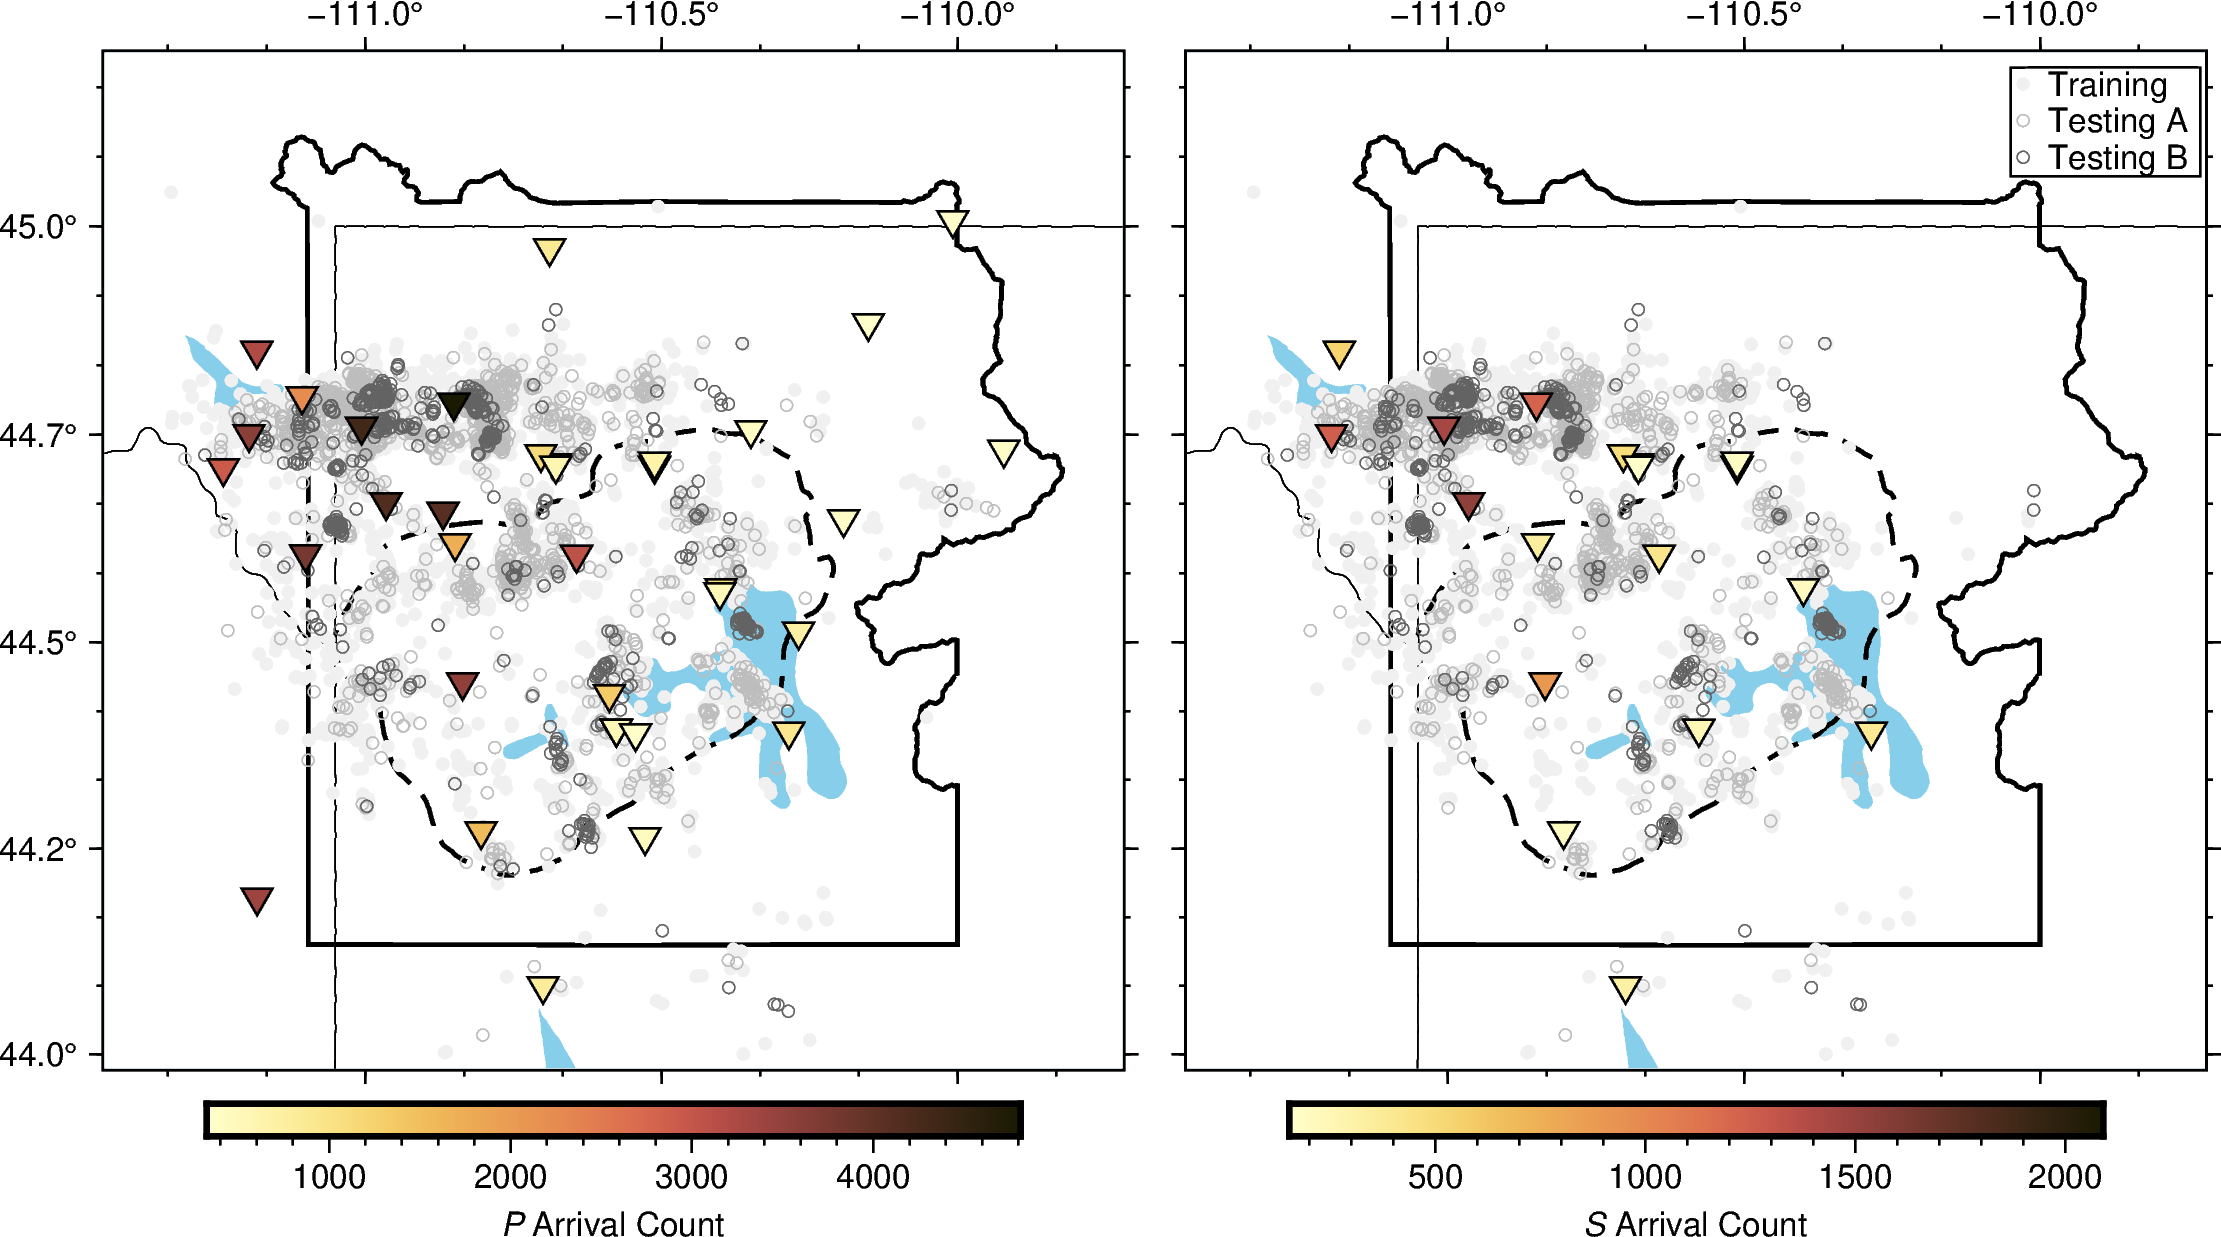 −111.0° −110.5° −110.0° −111.0° −110.5° −110.0°
Training
Testing A
Testing B
45.0°
44.7°
44.5°
44.2°
44.0°
1000 2000 3000 4000 500 1000 1500 2000
P Arrival Count S Arrival Count